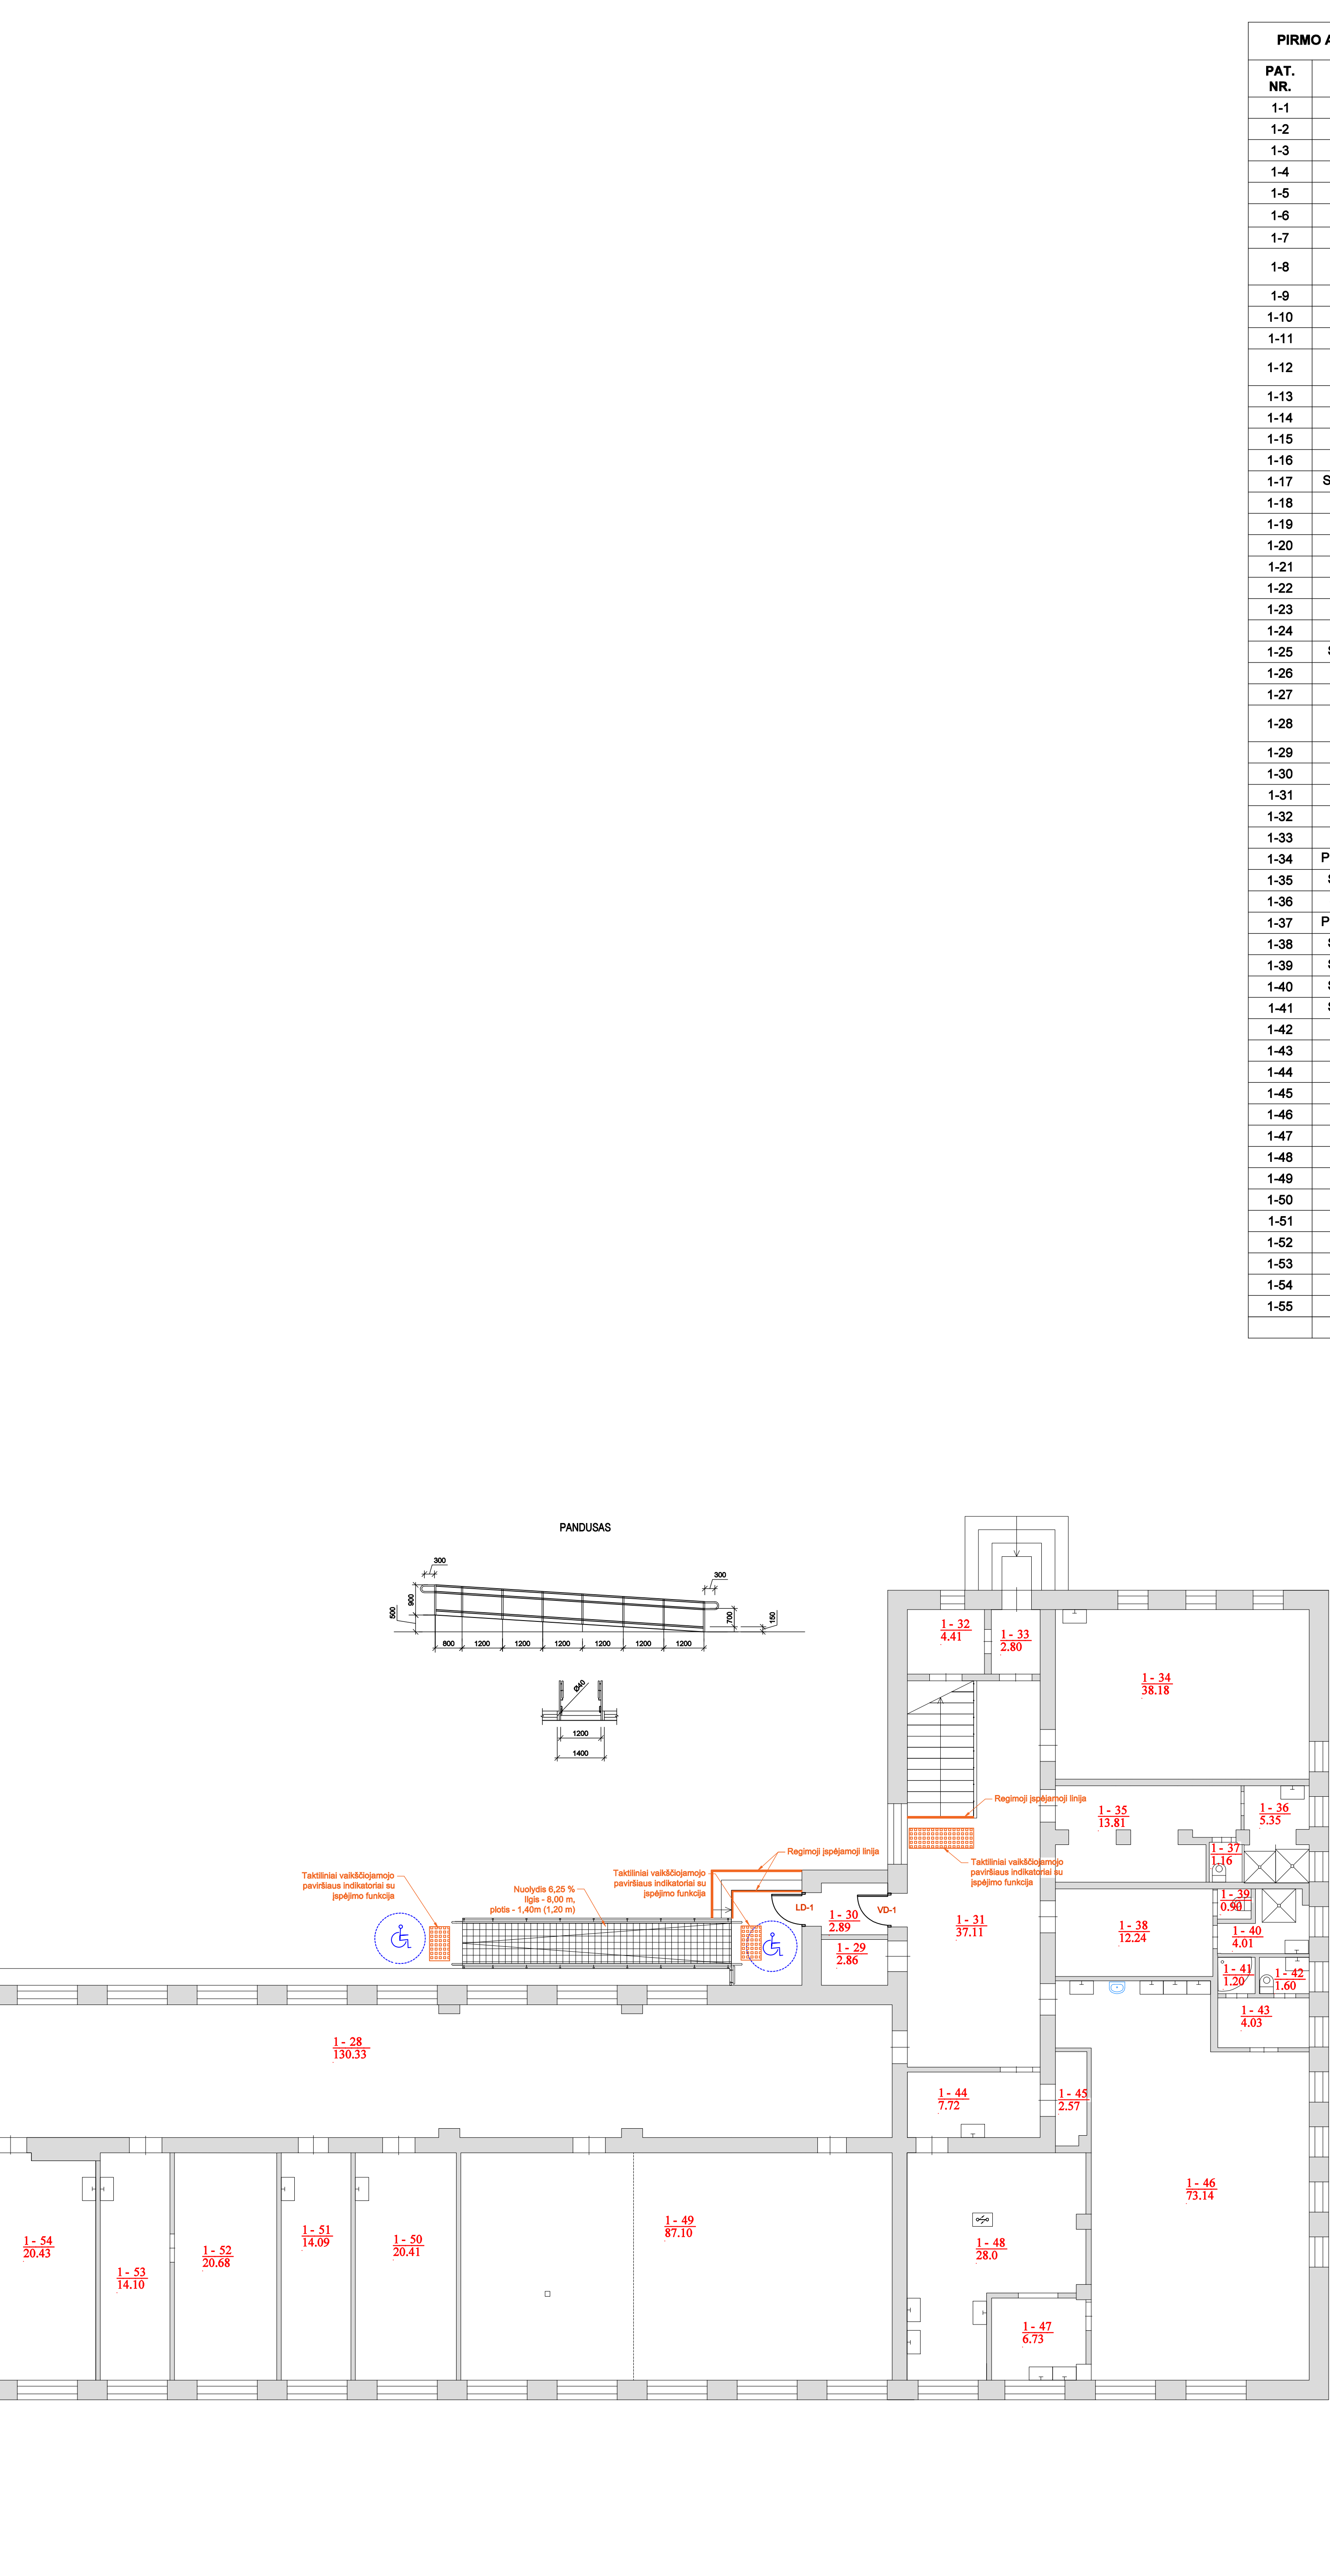 PIRMO A
PAT.
NR.
1-1
1-2
1-3
1-4
1-5
1-6
1-7
1-8
1-9
1-10
1-11
1-12
1-13
1-14
1-15
1-16
1-17 S
1-18
1-19
1-20
1-21
1-22
1-23
1-24
1-25 S
1-26
1-27
1-28
1-29
1-30
1-31
1-32
1-33
1-34 P
1-35 S
1-36
1-37 P
1-38 S
1-39 S
1-40 S
1-41 S
1-42
1-43
1-44
1-45
1-46
1-47
1-48
1-49
1-50
1-51
1-52
1-53
1-54
1-55
PANDUSAS
300
300
900
500
700
150
800 1200 1200 1200 1200 1200 1200
Ø40
1200
1400
1 - 32
4.41
1 - 33
2.80
1 - 34
38.18
Regimoji įspėjamoji linija
1 - 35
13.81
1 - 36
5.35
1 - 37
1.16
Regimoji įspėjamoji linija
Taktiliniai vaikščiojamojo
paviršiaus indikatoriai su
įspėjimo funkcija
Taktiliniai vaikščiojamojo
paviršiaus indikatoriai su
įspėjimo funkcija
Taktiliniai vaikščiojamojo
paviršiaus indikatoriai su
įspėjimo funkcija
Nuolydis 6,25 %
ilgis - 8,00 m,
plotis - 1,40m (1,20 m)
LD-1
1 - 30
2.89
VD-1
1 - 31
37.11
1 - 38
12.24
1 - 39
0.90
1 - 40
4.01
1 - 29
2.86
1 - 41
1.20
1 - 42
1.60
1 - 43
4.03
1 - 28
130.33
1 - 44
7.72
1 - 45
2.57
1 - 46
73.14
1 - 54
20.43
1 - 53
14.10
1 - 52
20.68
1 - 51
14.09
1 - 50
20.41
1 - 49
87.10
1 - 48
28.0
1 - 47
6.73